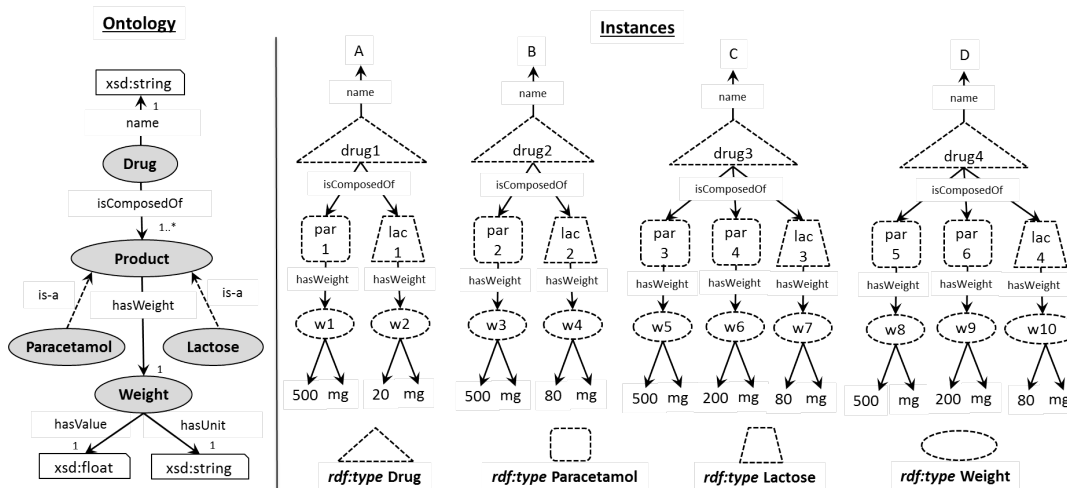 Ontology
xsd:string
1
name
Drug
isComposedOf
1..*
Product
is-a
hasWeight
is-a
Paracetamol
Lactose
1
Weight
hasValue
hasUnit
1
1
xsd:float
xsd:string
Instances
A
B
C
D
name
name
name
name
drug1
drug2
drug3
drug4
isComposedOf
isComposedOf
isComposedOf
isComposedOf
par
1
lac
1
par
2
lac
2
par
3
par
4
lac
3
par
5
par
6
lac
4
hasWeight
hasWeight
hasWeight
hasWeight
hasWeight
hasWeight
hasWeight
hasWeight
hasWeight
hasWeight
w1
w2
w3
w4
w5
w6
w7
w8
w9
w10
500 mg
20 mg
500 mg
80 mg
500 mg
200 mg
80 mg
500 mg
200 mg
80 mg
rdf:type Drug
rdf:type Paracetamol
rdf:type Lactose
rdf:type Weight